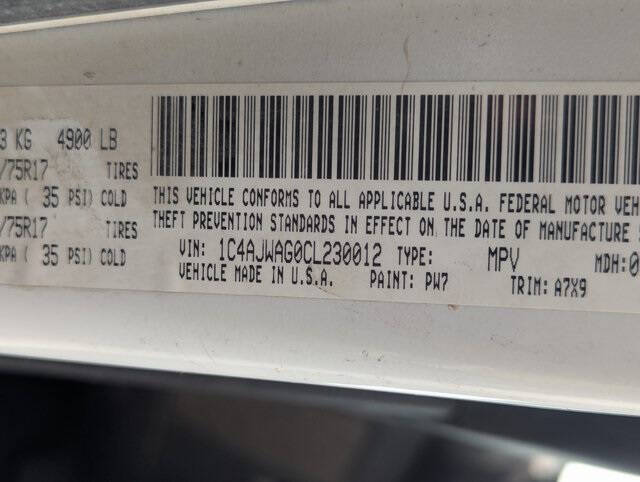 3 KG 4900 LB
/75R17 TIRES
KPA ( 35 PSI) COLD
/75R17 TIRES
KPA ( 35 PSI) COLD
THIS VEHICLE CONFORMS TO ALL APPLICABLE U.S.A. FEDERAL MOTOR VEH
THEFT PREVENTION STANDARDS IN EFFECT ON THE DATE OF MANUFACTURE
VIN: 1C4AJWAG0CL230012 TYPE: MPV MDH:0
VEHICLE MADE IN U.S.A. PAINT: PW7 TRIM: A7X9